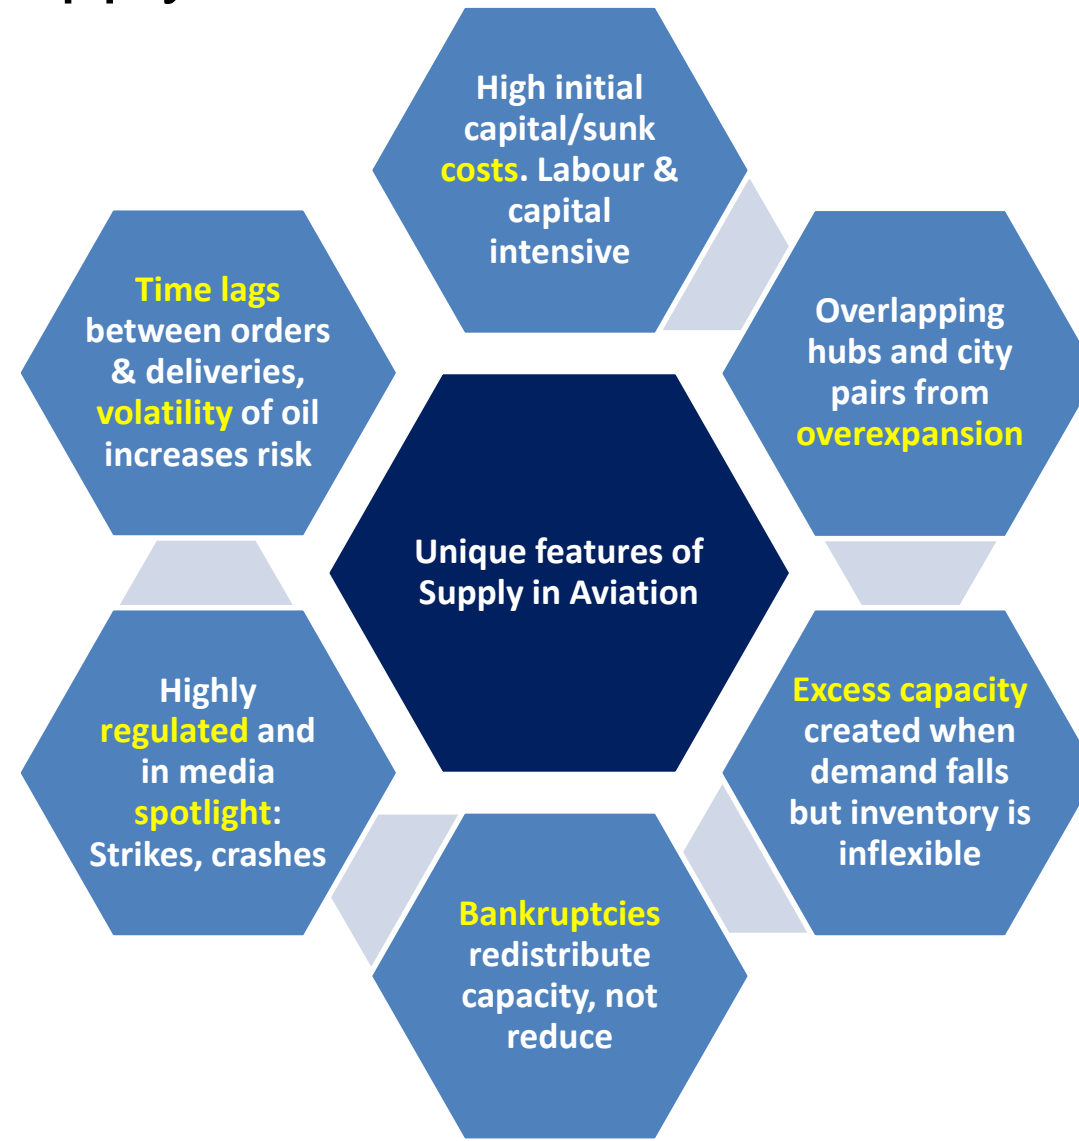 High initial
capital/sunk
costs. Labour &
capital
intensive
Overlapping
hubs and city
pairs from
overexpansion
Excess capacity
created when
demand falls
but inventory is
inflexible
Bankruptcies
redistribute
capacity, not
reduce
Highly
regulated and
in media
spotlight:
Strikes, crashes
Time lags
between orders
& deliveries,
volatility of oil
increases risk
Unique features of
Supply in Aviation